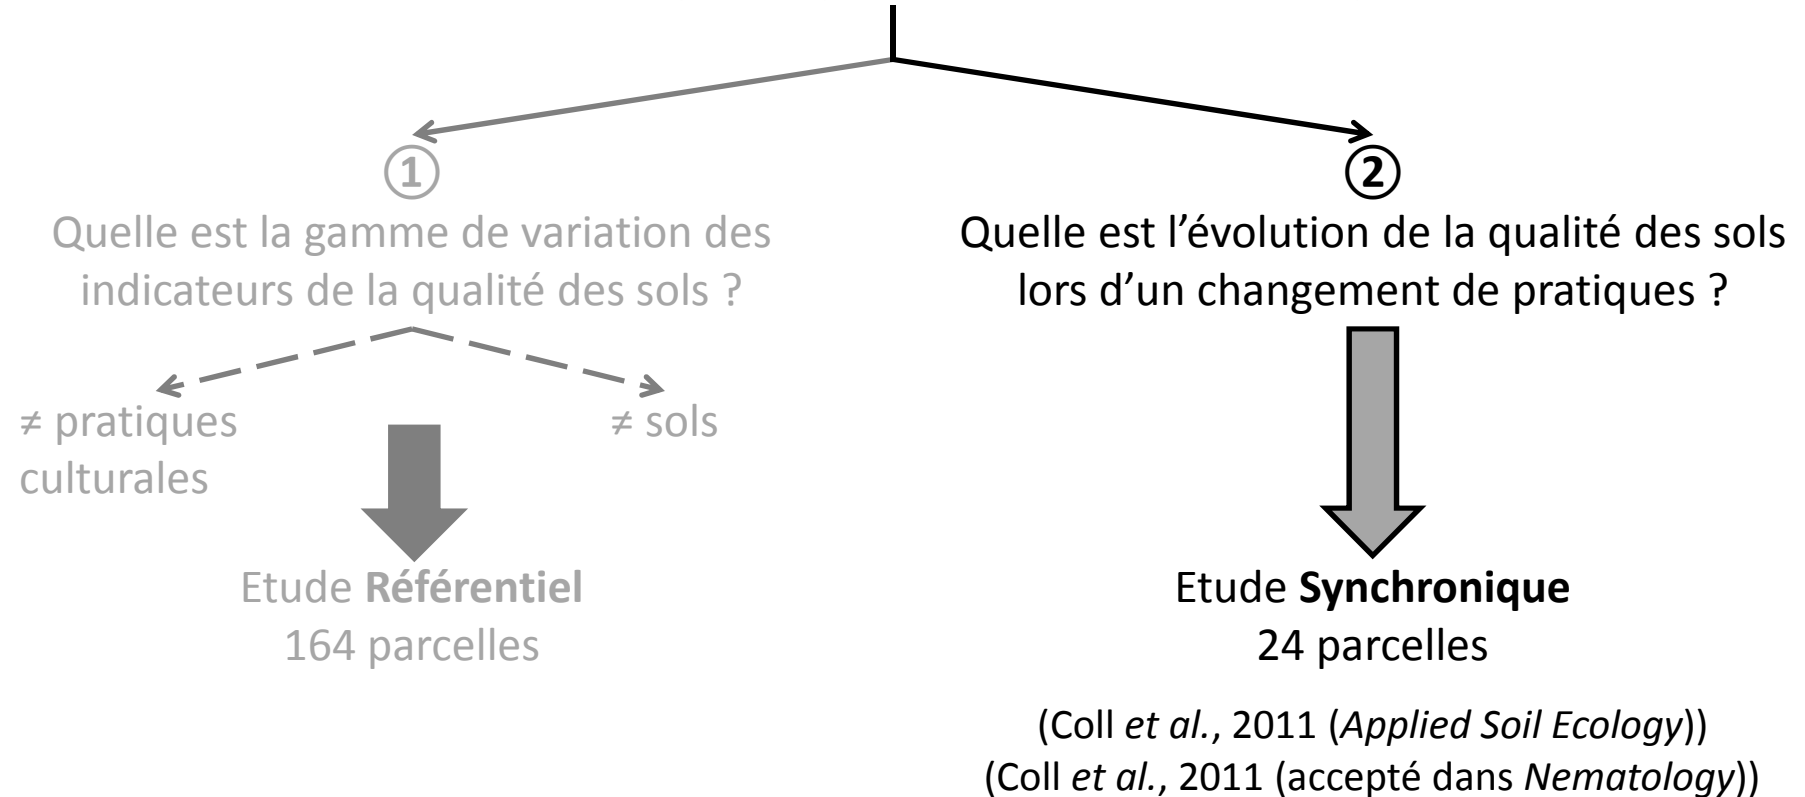 ①
Quelle est la gamme de variation des
indicateurs de la qualité des sols ?
≠ pratiques
culturales
≠ sols
Etude Référentiel
164 parcelles
②
Quelle est l’évolution de la qualité des sols
lors d’un changement de pratiques ?
Etude Synchronique
24 parcelles
(Coll et al., 2011 (Applied Soil Ecology))
(Coll et al., 2011 (accepté dans Nematology))